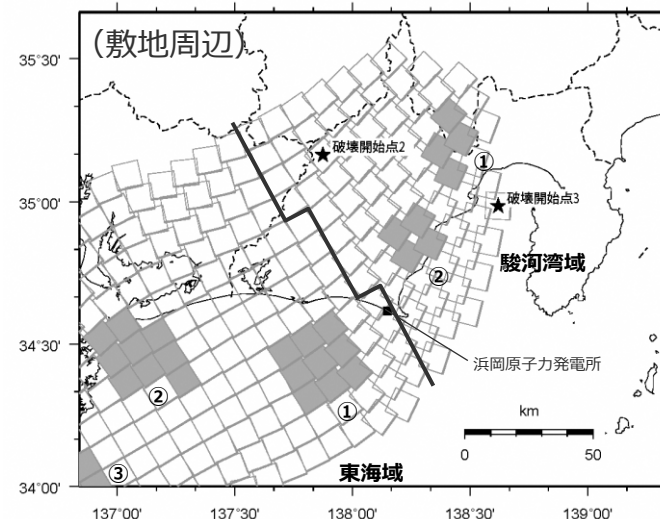 （敷地周辺）
35˚30'
破壊開始点2
①
35˚00'
破壊開始点3
駿河湾域
②
34˚30'
浜岡原子力発電所
②
①
km
0 50
③
東海域
34˚00'
137˚00' 137˚30' 138˚00' 138˚30' 139˚00'